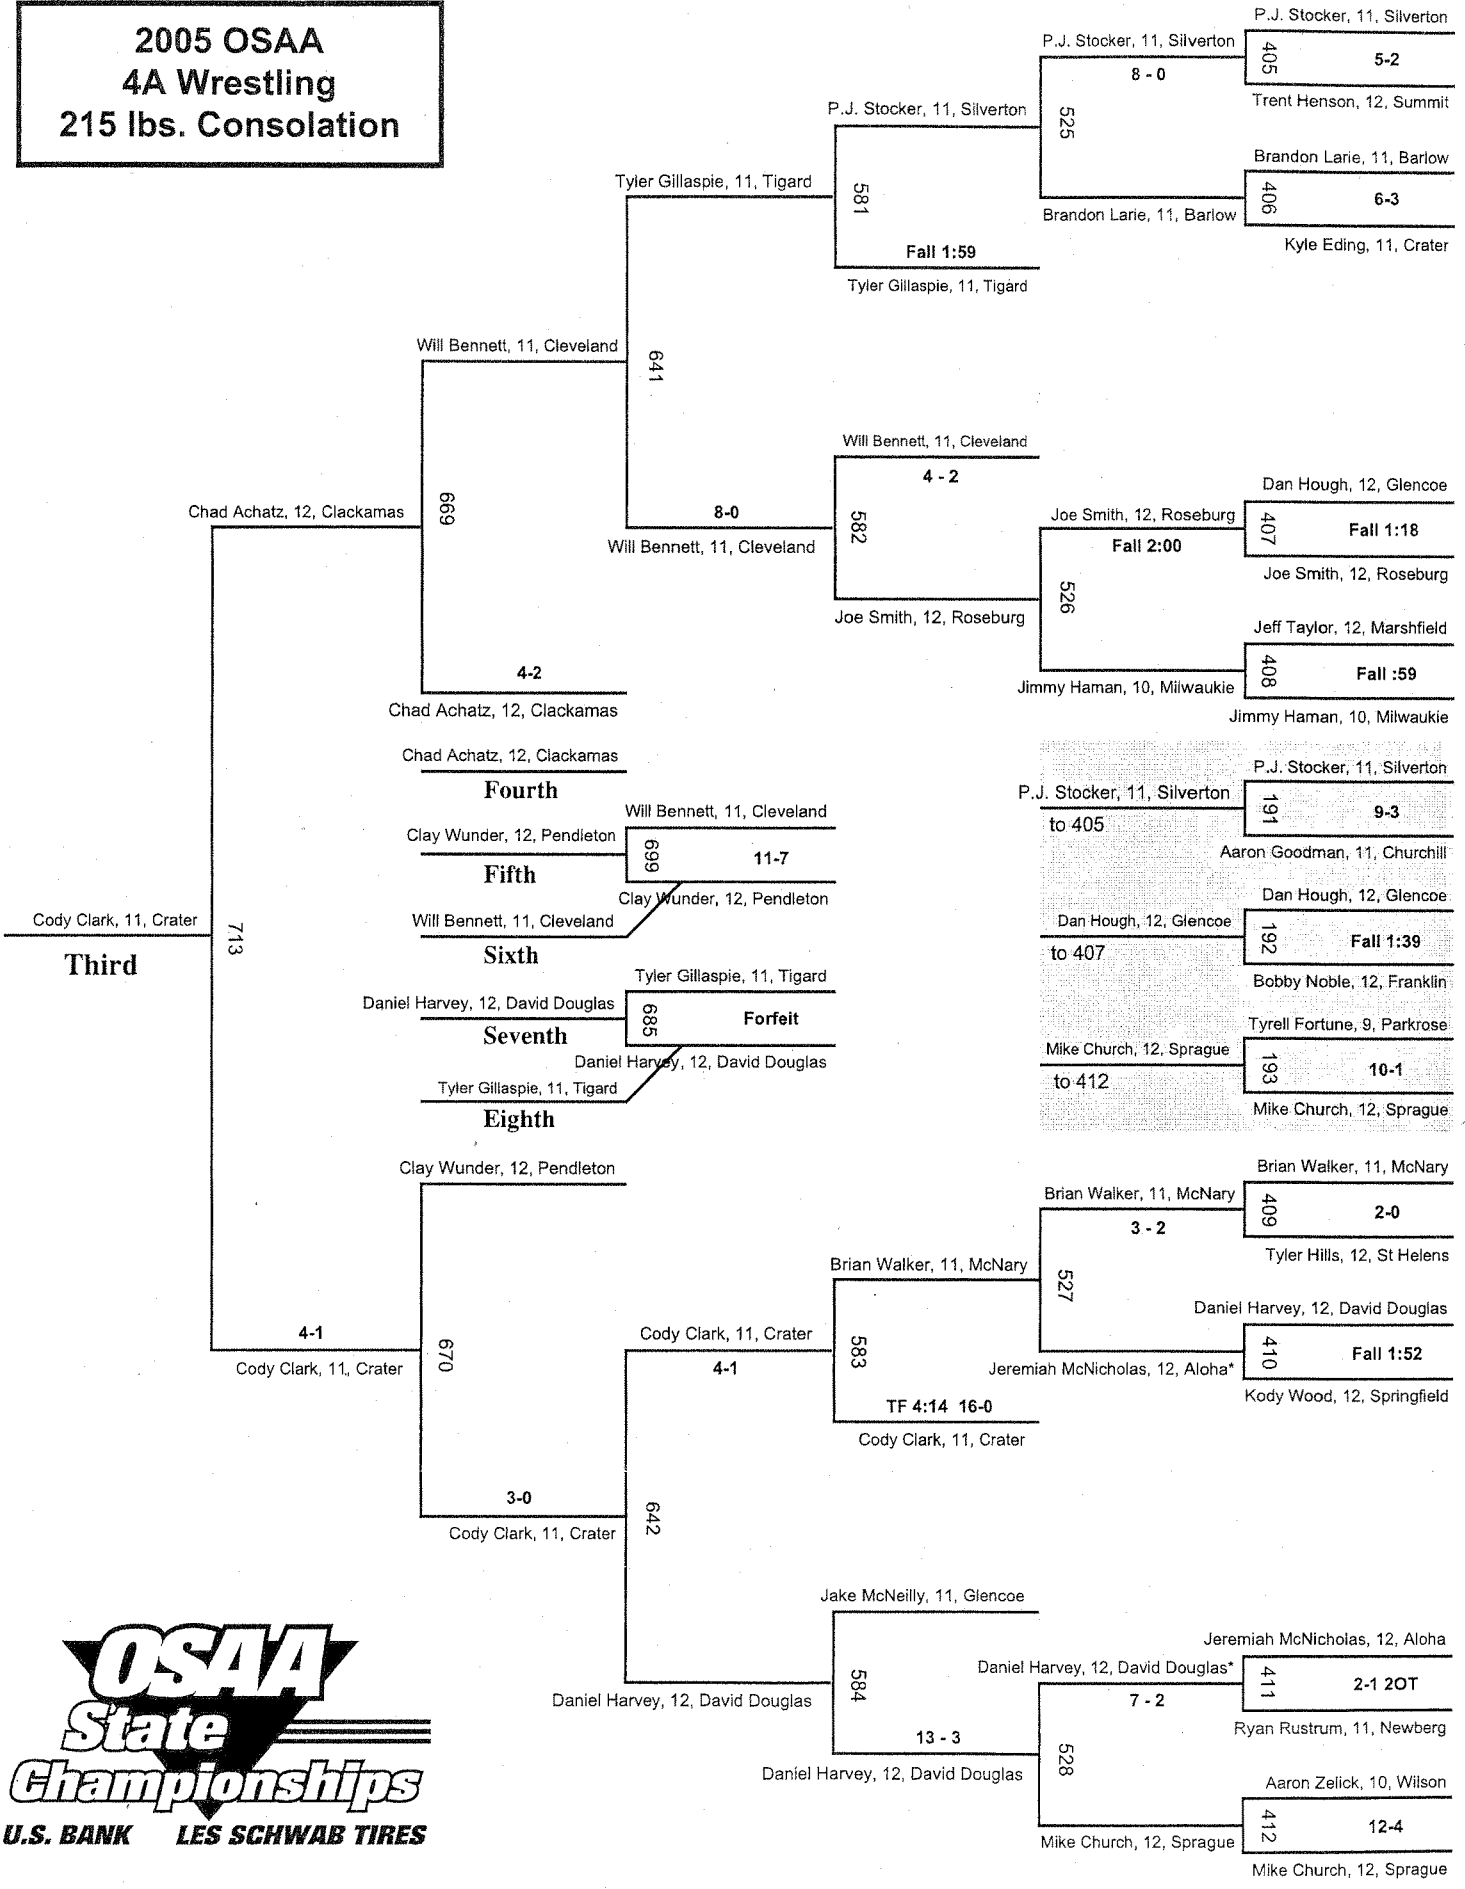 2005 OSAA
4A Wrestling
215 lbs. Consolation
P.J. Stocker, 11, Silverton
405
5-2
Trent Henson, 12, Summit
P.J. Stocker, 11, Silverton
8 - 0
525
Brandon Larie, 11, Barlow
406
6-3
Kyle Eding, 11, Crater
Brandon Larie, 11, Barlow
P.J. Stocker, 11, Silverton
581
Fall 1:59
Tyler Gillaspie, 11, Tigard
Tyler Gillaspie, 11, Tigard
641
Will Bennett, 11, Cleveland
Will Bennett, 11, Cleveland
4 - 2
582
8-0
Will Bennett, 11, Cleveland
Joe Smith, 12, Roseburg
Joe Smith, 12, Roseburg
Fall 2:00
526
Dan Hough, 12, Glencoe
407
Fall 1:18
Joe Smith, 12, Roseburg
Jeff Taylor, 12, Marshfield
408
Fall :59
Jimmy Haman, 10, Milwaukie
Jimmy Haman, 10, Milwaukie
Chad Achatz, 12, Clackamas
669
4-2
Chad Achatz, 12, Clackamas
Chad Achatz, 12, Clackamas
Fourth
Will Bennett, 11, Cleveland
Clay Wunder, 12, Pendleton
699
11-7
Fifth
Clay Wunder, 12, Pendleton
Will Bennett, 11, Cleveland
Sixth
Tyler Gillaspie, 11, Tigard
Daniel Harvey, 12, David Douglas
685
Forfeit
Seventh
Daniel Harvey, 12, David Douglas
Tyler Gillaspie, 11, Tigard
Eighth
P.J. Stocker, 11, Silverton
P.J. Stocker, 11, Silverton
191
9-3
to 405
Aaron Goodman, 11, Churchill
Dan Hough, 12, Glencoe
Dan Hough, 12, Glencoe
192
Fall 1:39
to 407
Bobby Noble, 12, Franklin
Tyrell Fortune, 9, Parkrose
Mike Church, 12, Sprague
193
10-1
to 412
Mike Church, 12, Sprague
Cody Clark, 11, Crater
713
Third
Clay Wunder, 12, Pendleton
670
4-1
Cody Clark, 11, Crater
3-0
Cody Clark, 11, Crater
642
Cody Clark, 11, Crater
4-1
Brian Walker, 11, McNary
583
TF 4:14 16-0
Cody Clark, 11, Crater
Brian Walker, 11, McNary
3 - 2
527
Jeremiah McNicholas, 12, Aloha*
Brian Walker, 11, McNary
409
2-0
Tyler Hills, 12, St Helens
Daniel Harvey, 12, David Douglas
410
Fall 1:52
Kody Wood, 12, Springfield
Jake McNeilly, 11, Glencoe
584
Daniel Harvey, 12, David Douglas
13 - 3
Daniel Harvey, 12, David Douglas
Daniel Harvey, 12, David Douglas*
7 - 2
528
Mike Church, 12, Sprague
Jeremiah McNicholas, 12, Aloha
411
2-1 2OT
Ryan Rustrum, 11, Newberg
Aaron Zelick, 10, Wilson
412
12-4
Mike Church, 12, Sprague
OSAA
State
Championships
U.S. BANK LES SCHWAB TIRES